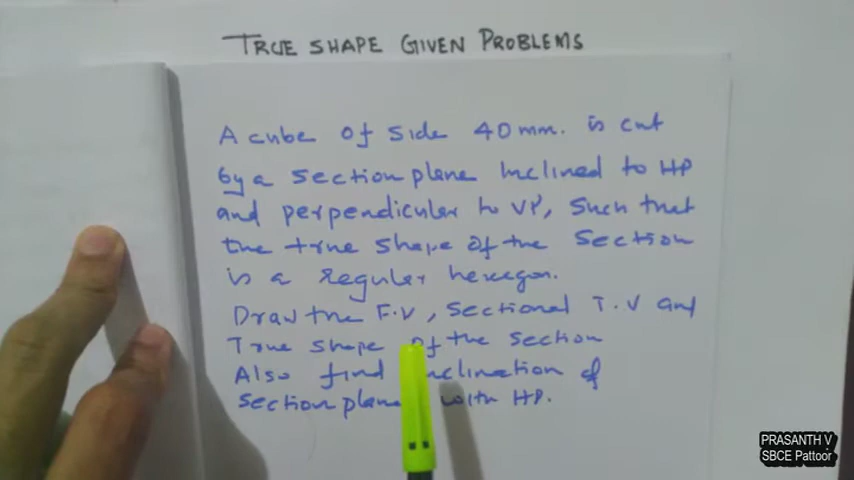 TRUE SHAPE GIVEN PROBLEMS
A cube of side 40mm. is cut
by a section plane Inclined to HP
and perpendicular to VP, such that
the true shape of the section
is a regular hexagon.
Draw the F.V, sectional T.V and
True shape of the section
Also find inclination of
section plane with HP.
PRASANTH V
SBCE Pattoor